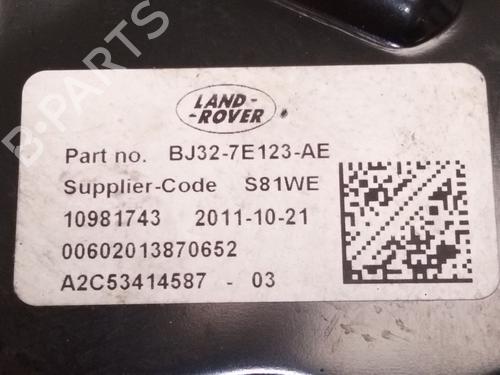 B-PARTS
LAND-
-ROVER
Part no. BJ32-7E123-AE
Supplier-Code S81WE
10981743 2011-10-21
00602013870652
A2C53414587 - 03